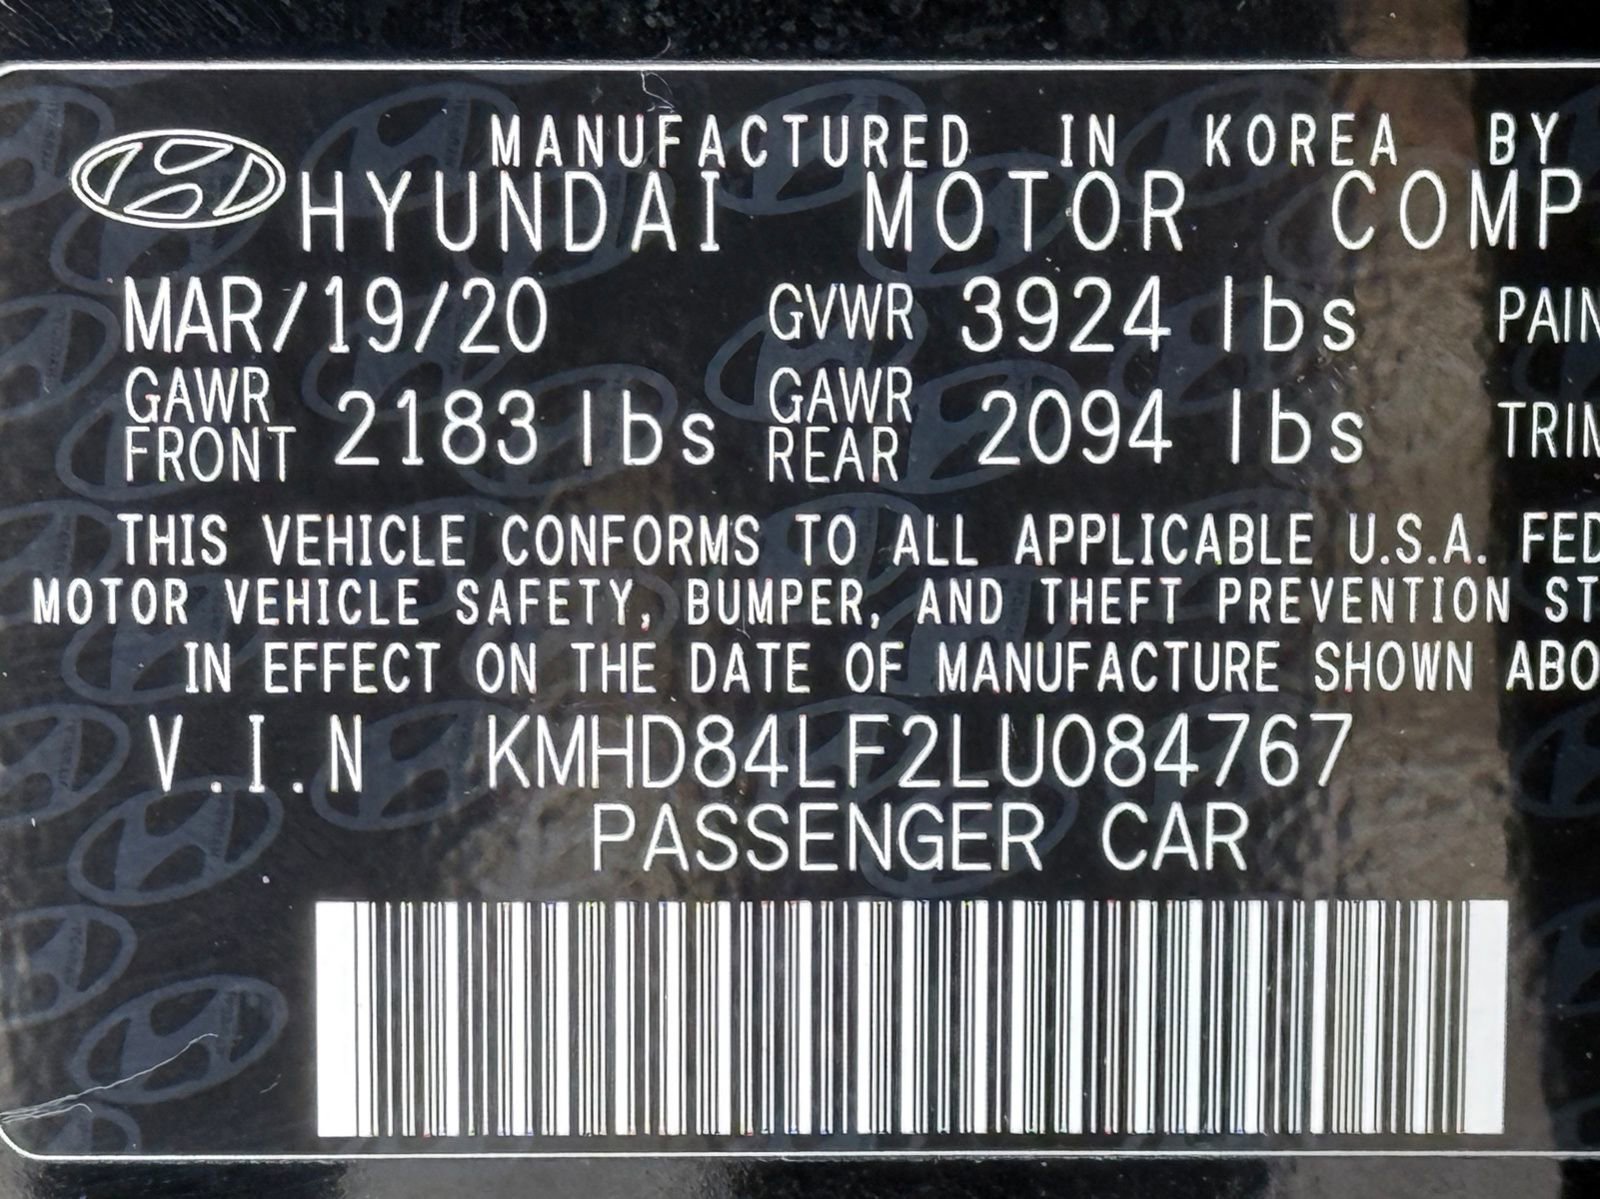 MANUFACTURED IN KOREA BY
HYUNDAI MOTOR COMP
MAR/19/20 GVWR 3924 lbs PAIN
GAWR FRONT 2183 lbs GAWR REAR 2094 lbs TRIM
THIS VEHICLE CONFORMS TO ALL APPLICABLE U.S.A. FED
MOTOR VEHICLE SAFETY, BUMPER, AND THEFT PREVENTION ST
IN EFFECT ON THE DATE OF MANUFACTURE SHOWN ABO
V.I.N KMHD84LF2LU084767
PASSENGER CAR